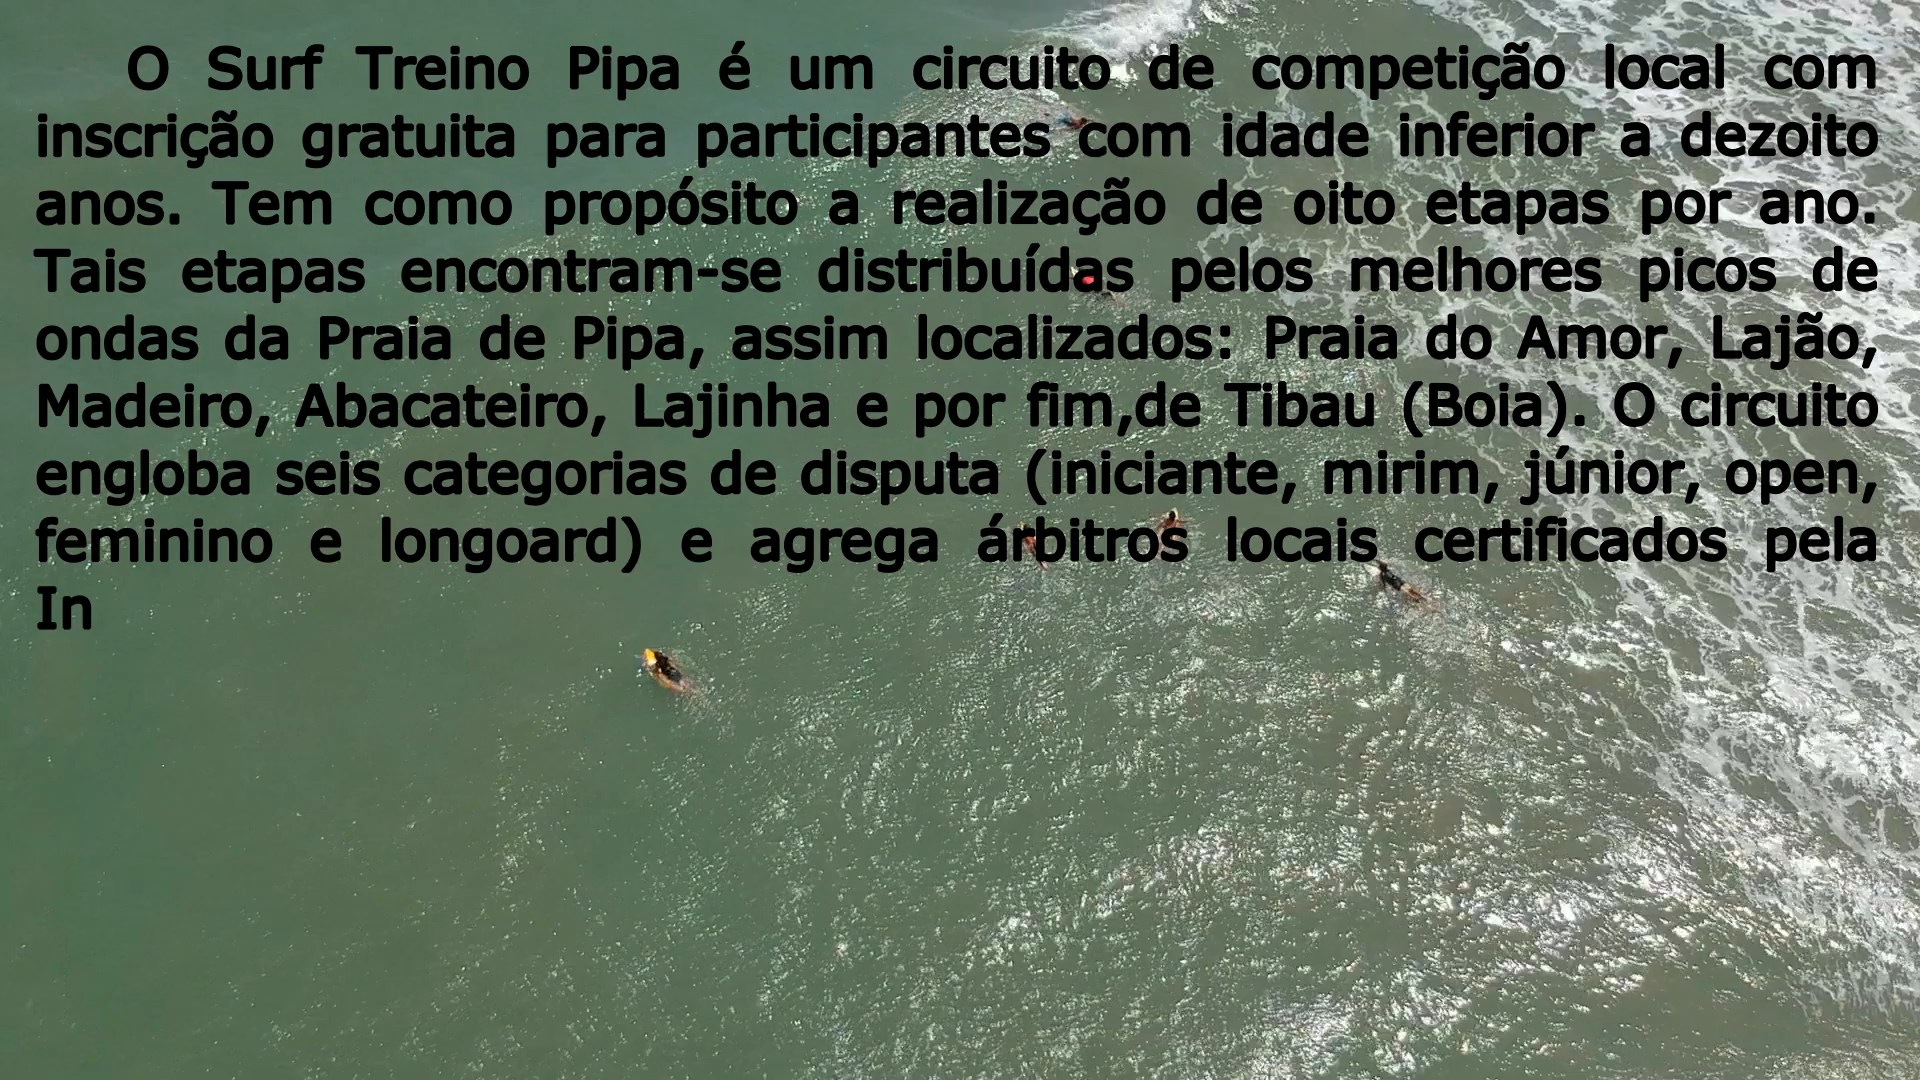 O Surf Treino Pipa é um circuito de competição local com
inscrição gratuita para participantes com idade inferior a dezoito
anos. Tem como propósito a realização de oito etapas por ano.
Tais etapas encontram-se distribuídas pelos melhores picos de
ondas da Praia de Pipa, assim localizados: Praia do Amor, Lajão,
Madeiro, Abacateiro, Lajinha e por fim,de Tibau (Boia). O circuito
engloba seis categorias de disputa (iniciante, mirim, júnior, open,
feminino e longoard) e agrega árbitros locais certificados pela
In